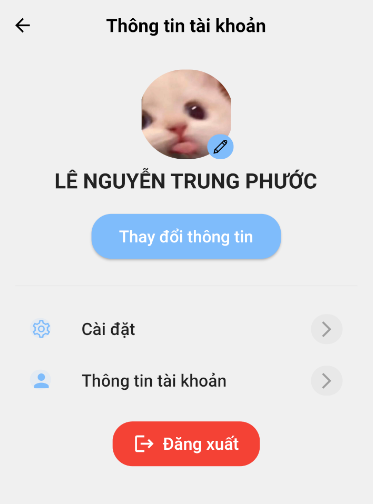 Thông tin tài khoản
LÊ NGUYỄN TRUNG PHƯỚC
Thay đổi thông tin
Cài đặt
Thông tin tài khoản
Đăng xuất